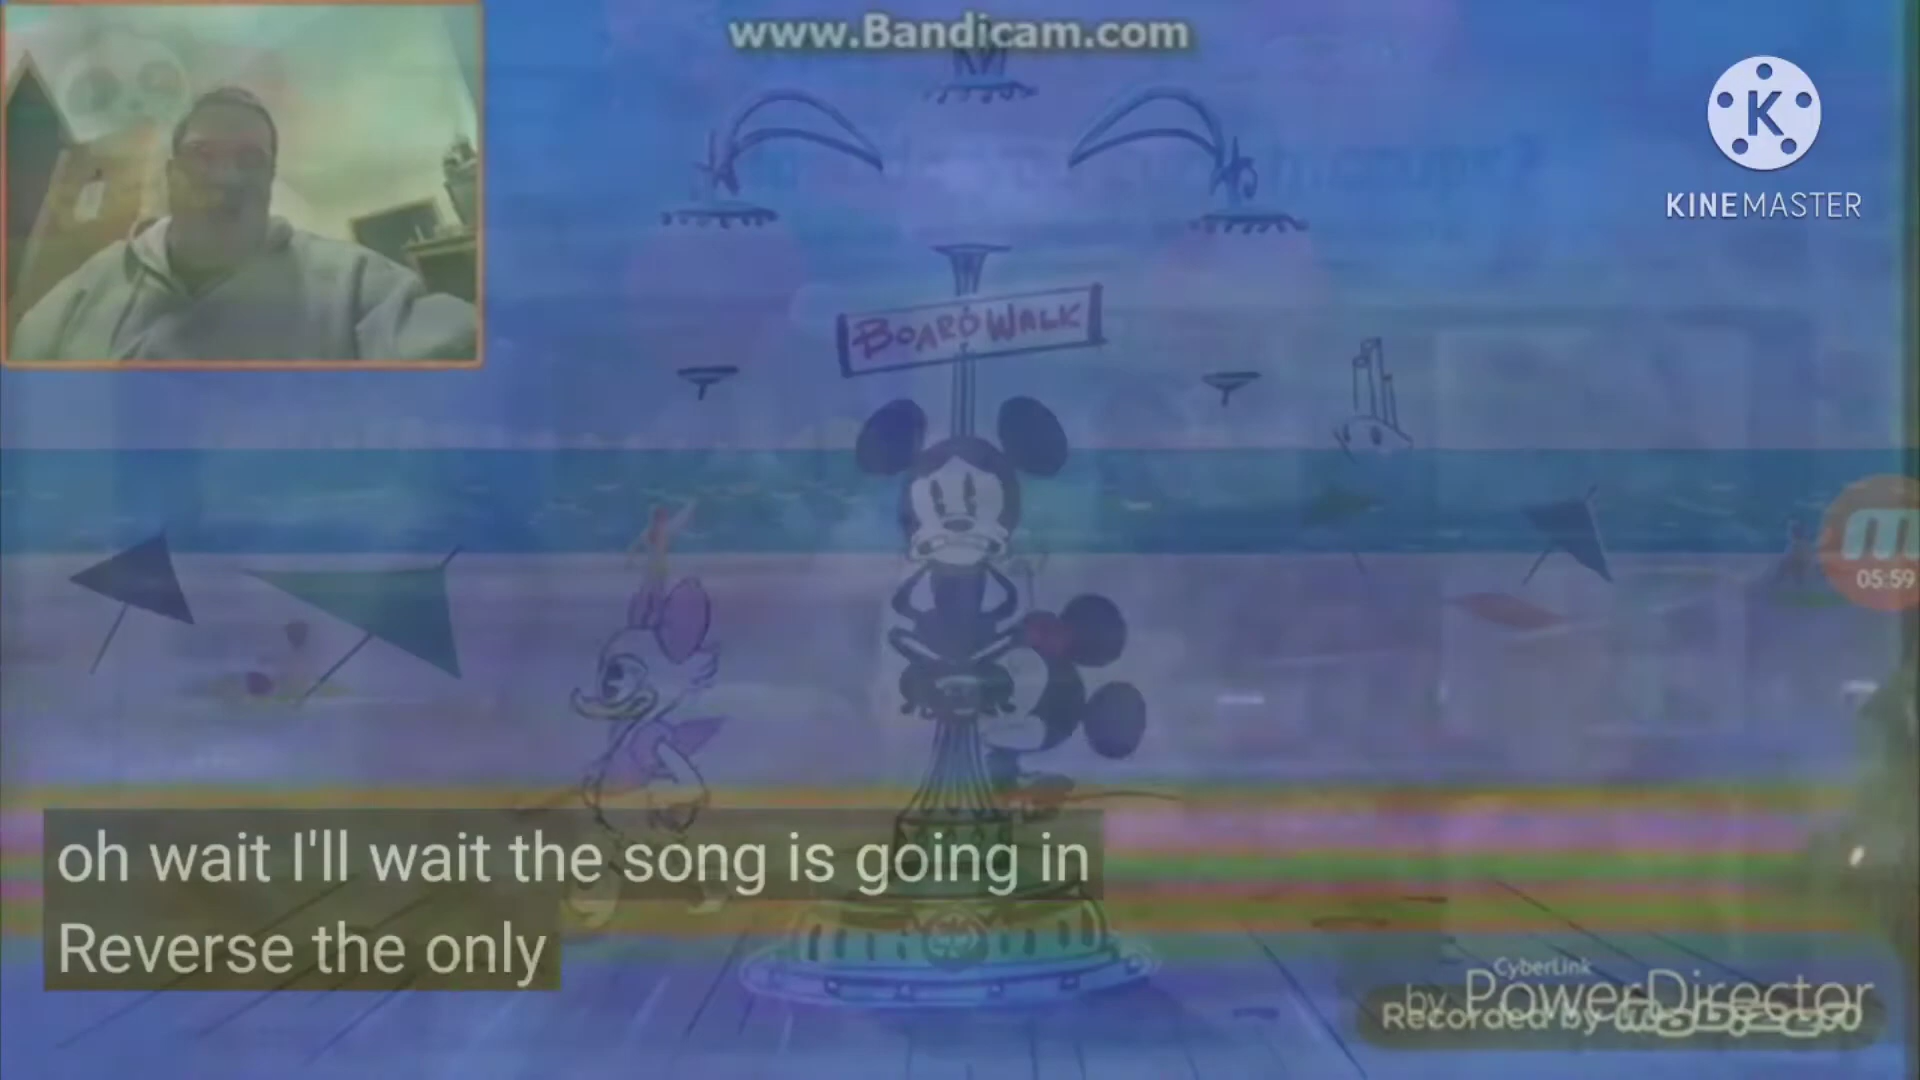 www.Bandicam.com
K
KINEMASTER
BOARDWALK
05:59
oh wait I'll wait the song is going in
Reverse the only
CyberLink
by PowerDirector
Recorded by